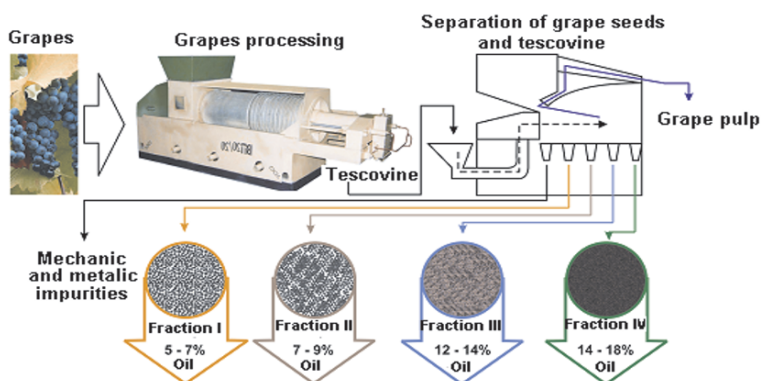 Grapes
Grapes processing
Separation of grape seeds
and tescovine
Grape pulp
Tescovine
Mechanic
and metalic
impurities
Fraction I
5 - 7%
Oil
Fraction II
7 - 9%
Oil
Fraction III
12 - 14%
Oil
Fraction IV
14 - 18%
Oil